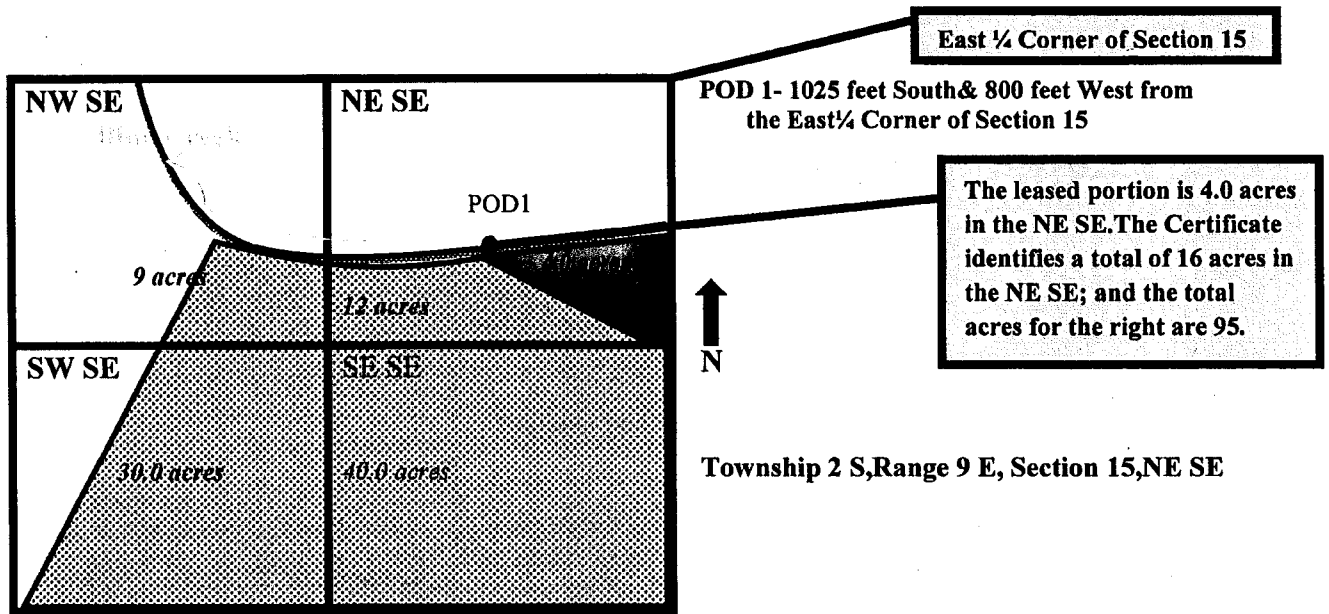 East ¼ Corner of Section 15
NW SE
NE SE
POD 1- 1025 feet South& 800 feet West from
the East¼ Corner of Section 15
POD1
The leased portion is 4.0 acres
in the NE SE.The Certificate
identifies a total of 16 acres in
the NE SE; and the total
acres for the right are 95.
9 acres
12 acres
N
SW SE
SE SE
30.0 acres
40.0 acres
Township 2 S,Range 9 E, Section 15,NE SE